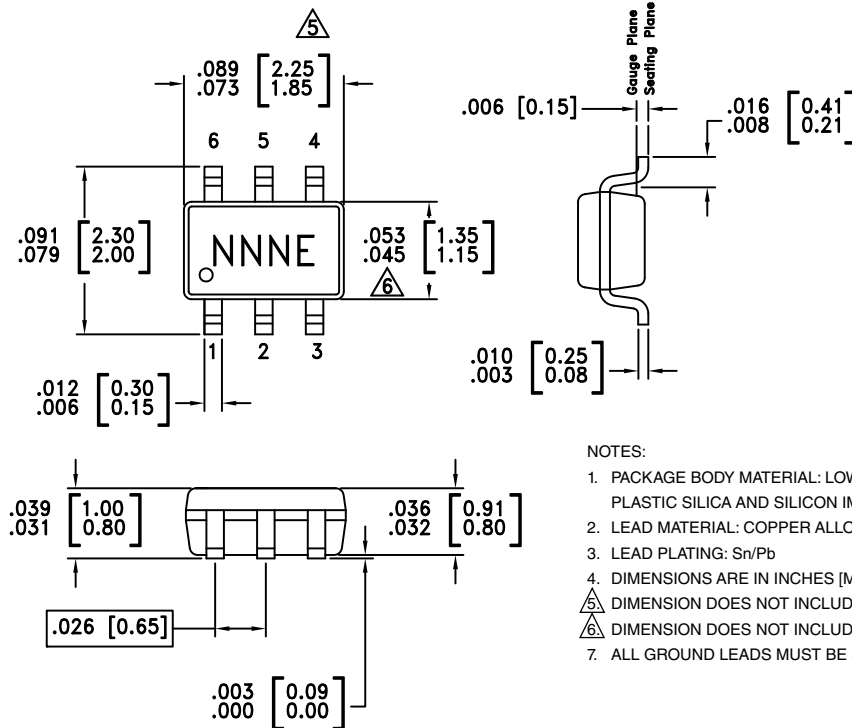 5
.089 [2.25]
.073 [1.85]
6 5 4
.091 [2.30]
.079 [2.00]
NNNE
.053 [1.35]
.045 [1.15]
6
1 2 3
.012 [0.30]
.006 [0.15]
Gauge Plane
Seating Plane
.006 [0.15]
.016 [0.41]
.008 [0.21]
.010 [0.25]
.003 [0.08]
.039 [1.00]
.031 [0.80]
.036 [0.91]
.032 [0.80]
.026 [0.65]
.003 [0.09]
.000 [0.00]
NOTES:
1. PACKAGE BODY MATERIAL:
PLASTIC SILICA AND SILICON
2. LEAD MATERIAL: COPPER
3. LEAD PLATING: Sn/Pb
4. DIMENSIONS ARE IN INCHES
5. DIMENSION DOES NOT
6. DIMENSION DOES NOT
7. ALL GROUND LEADS MUST BE